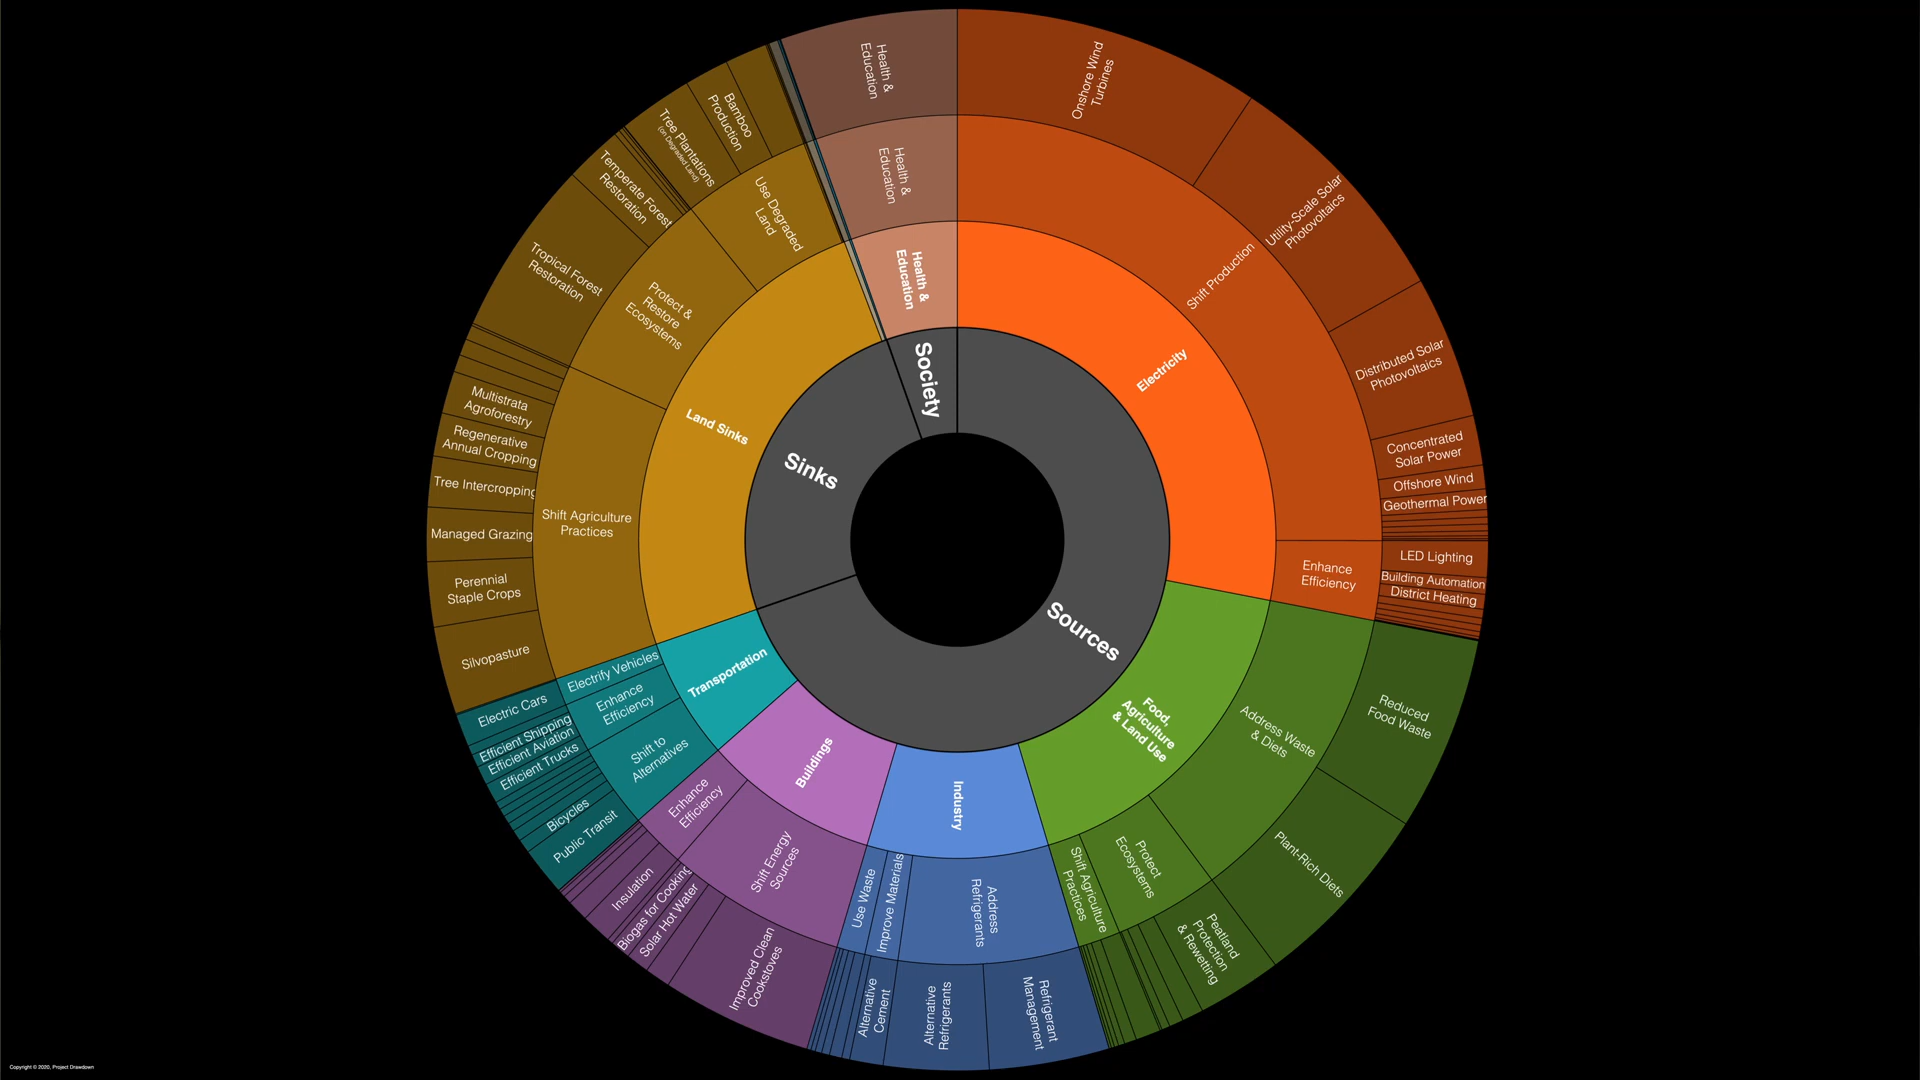 Sources
Sinks
Society
Electricity
Shift Production
Onshore Wind
Turbines
Utility-Scale Solar
Photovoltaics
Distributed Solar
Photovoltaics
Concentrated
Solar Power
Offshore Wind
Geothermal Power
Enhance
Efficiency
LED Lighting
Building Automation
District Heating
Food,
Agriculture
& Land Use
Address Waste
& Diets
Reduced
Food Waste
Plant-Rich Diets
Protect
Ecosystems
Peatland
Protection
& Rewetting
Shift Agriculture
Practices
Industry
Address
Refrigerants
Refrigerant
Management
Alternative
Refrigerants
Improve Materials
Alternative
Cement
Use Waste
Buildings
Shift Energy
Sources
Improved Clean
Cookstoves
Solar Hot Water
Biogas for Cooking
Enhance
Efficiency
Insulation
Transportation
Shift to
Alternatives
Public Transit
Bicycles
Enhance
Efficiency
Efficient Trucks
Efficient Aviation
Efficient Shipping
Electrify Vehicles
Electric Cars
Land Sinks
Shift Agriculture
Practices
Silvopasture
Perennial
Staple Crops
Managed Grazing
Tree Intercropping
Regenerative
Annual Cropping
Multistrata
Agroforestry
Protect &
Restore
Ecosystems
Tropical Forest
Restoration
Temperate Forest
Restoration
Use Degraded
Land
Tree Plantations
(on Degraded Land)
Bamboo
Production
Health &
Education
Health &
Education
Health &
Education
Copyright © 2020, Project Drawdown